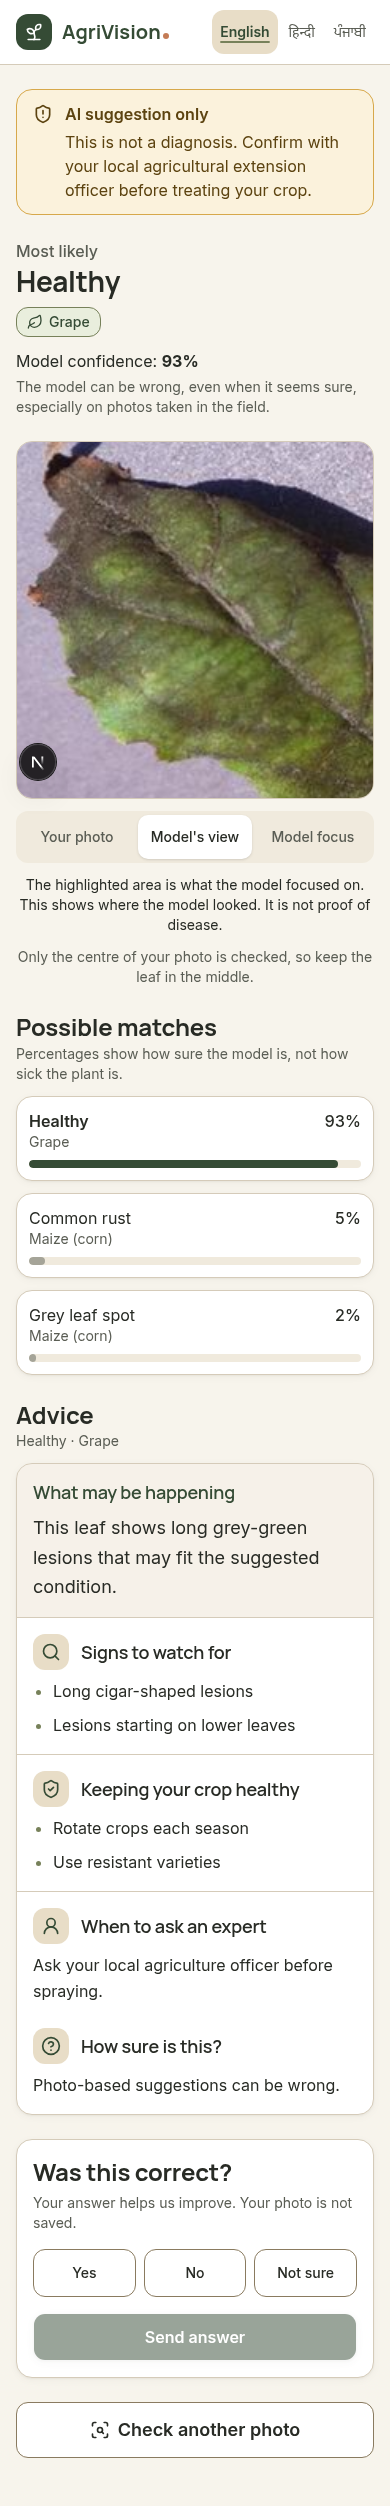 AgriVision
English
हिन्दी
ਪੰਜਾਬੀ
AI suggestion only
This is not a diagnosis. Confirm with
your local agricultural extension
officer before treating your crop.
Most likely
Healthy
Grape
Model confidence: 93%
The model can be wrong, even when it seems sure,
especially on photos taken in the field.
N
Your photo
Model's view
Model focus
The highlighted area is what the model focused on.
This shows where the model looked. It is not proof of
disease.
Only the centre of your photo is checked, so keep the
leaf in the middle.
Possible matches
Percentages show how sure the model is, not how
sick the plant is.
Healthy 93%
Grape
Common rust 5%
Maize (corn)
Grey leaf spot 2%
Maize (corn)
Advice
Healthy · Grape
What may be happening
This leaf shows long grey-green
lesions that may fit the suggested
condition.
Signs to watch for
Long cigar-shaped lesions
Lesions starting on lower leaves
Keeping your crop healthy
Rotate crops each season
Use resistant varieties
When to ask an expert
Ask your local agriculture officer before
spraying.
How sure is this?
Photo-based suggestions can be wrong.
Was this correct?
Your answer helps us improve. Your photo is not
saved.
Yes
No
Not sure
Send answer
Check another photo